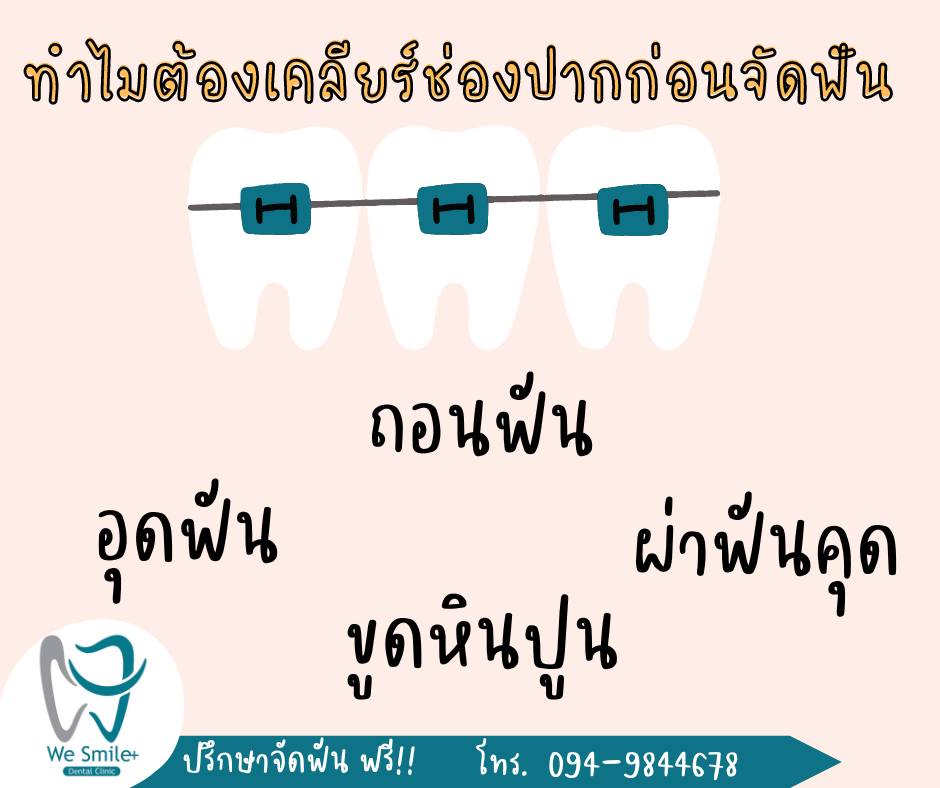 ทำไมต้องเคลียร์ช่องปากก่อนจัดฟัน
ถอนฟัน
อุดฟัน
ผ่าฟันคุด
ขูดหินปูน
We Smile+
Dental Clinic
ปรึกษาจัดฟัน ฟรี!! โทร. 094-9844678